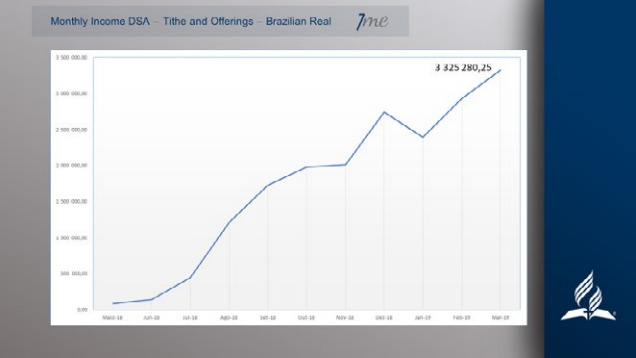 Monthly Income DSA – Tithe and Offerings – Brazilian Real
7me
3 325 280,25
3 500 000,00
3 000 000,00
2 500 000,00
2 000 000,00
1 500 000,00
1 000 000,00
500 000,00
0,00
Maio-18 Jun-18 Jul-18 Ago-18 Set-18 Out-18 Nov-18 Dez-18 Jan-19 Feb-19 Mar-19